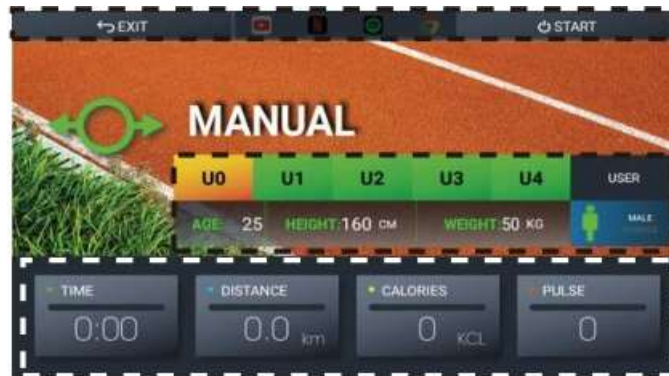 EXIT START
MANUAL
U0 U1 U2 U3 U4 USER
AGE: 25 HEIGHT:160 CM WEIGHT:50 KG MALE
TIME DISTANCE CALORIES PULSE
0:00 0.0 km 0 KCL 0